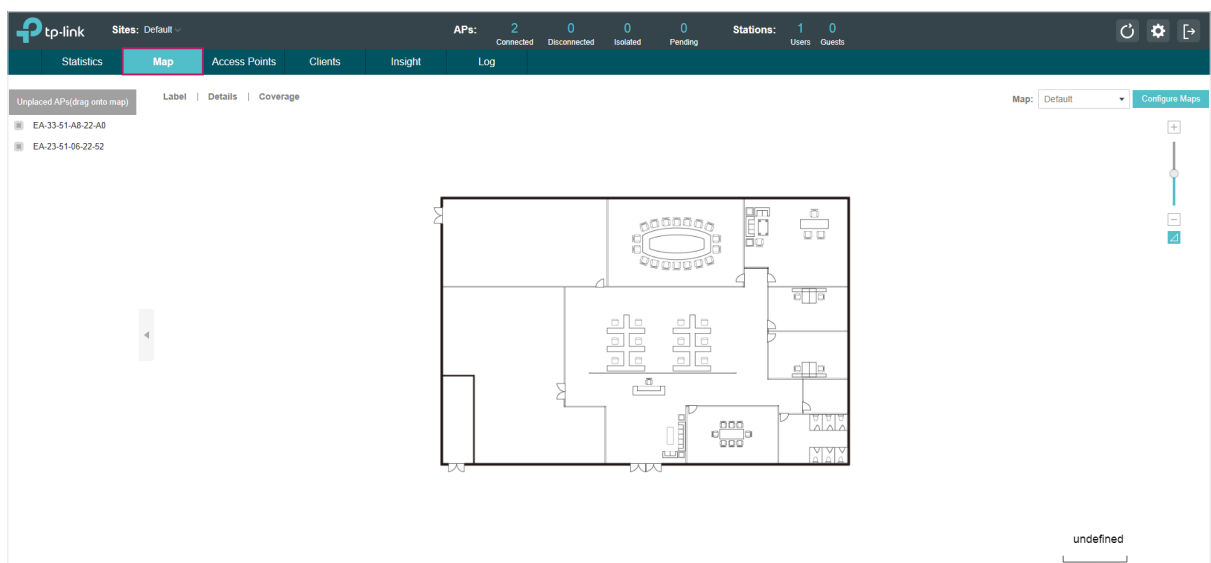 tp-link Sites: Default APs: 2 0 0 0 Stations: 1 0
Connected Disconnected Isolated Pending Users Guests
Statistics Map Access Points Clients Insight Log
Unplaced APs(drag onto map) Label | Details | Coverage Map: Default Configure Maps
EA-33-51-A8-22-A0
EA-23-51-06-22-52
undefined